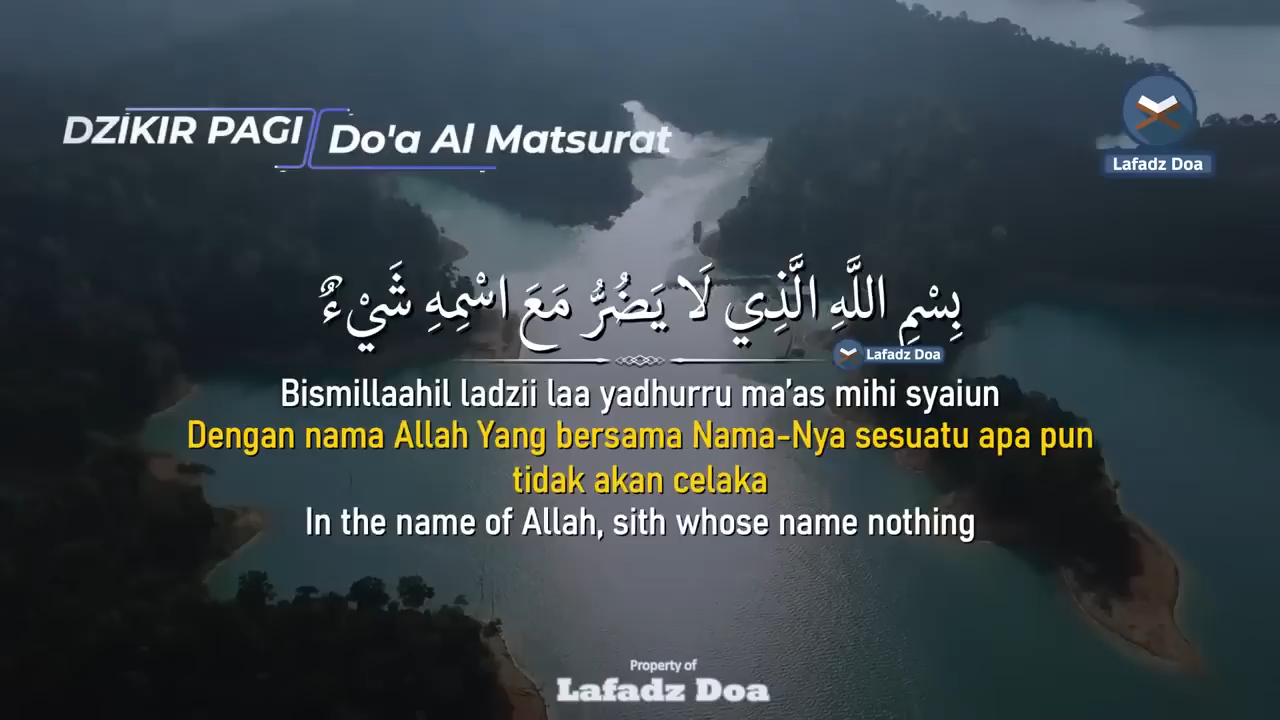 DZIKIR PAGI
Do'a Al Matsurat
Lafadz Doa
بِسْمِ اللَّهِ الَّذِي لَا يَضُرُّ مَعَ اسْمِهِ شَيْءٌ
Lafadz Doa
Bismillaahil ladzii laa yadhurru ma’as mihi syaiun
Dengan nama Allah Yang bersama Nama-Nya sesuatu apa pun
tidak akan celaka
In the name of Allah, sith whose name nothing
Property of
Lafadz Doa